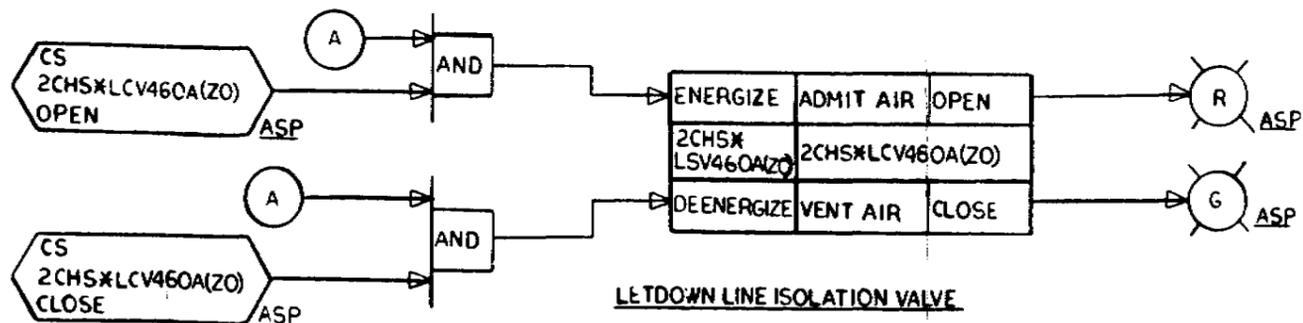 A
CS
2CHS*LCV460A(ZO)
OPEN
ASP
AND
ENERGIZE
ADMIT AIR
OPEN
R
ASP
2CHS*
LSV460A(ZO)
2CHS*LCV460A(ZO)
A
CS
2CHS*LCV460A(ZO)
CLOSE
ASP
AND
DEENERGIZE
VENT AIR
CLOSE
G
ASP
LETDOWN LINE ISOLATION VALVE